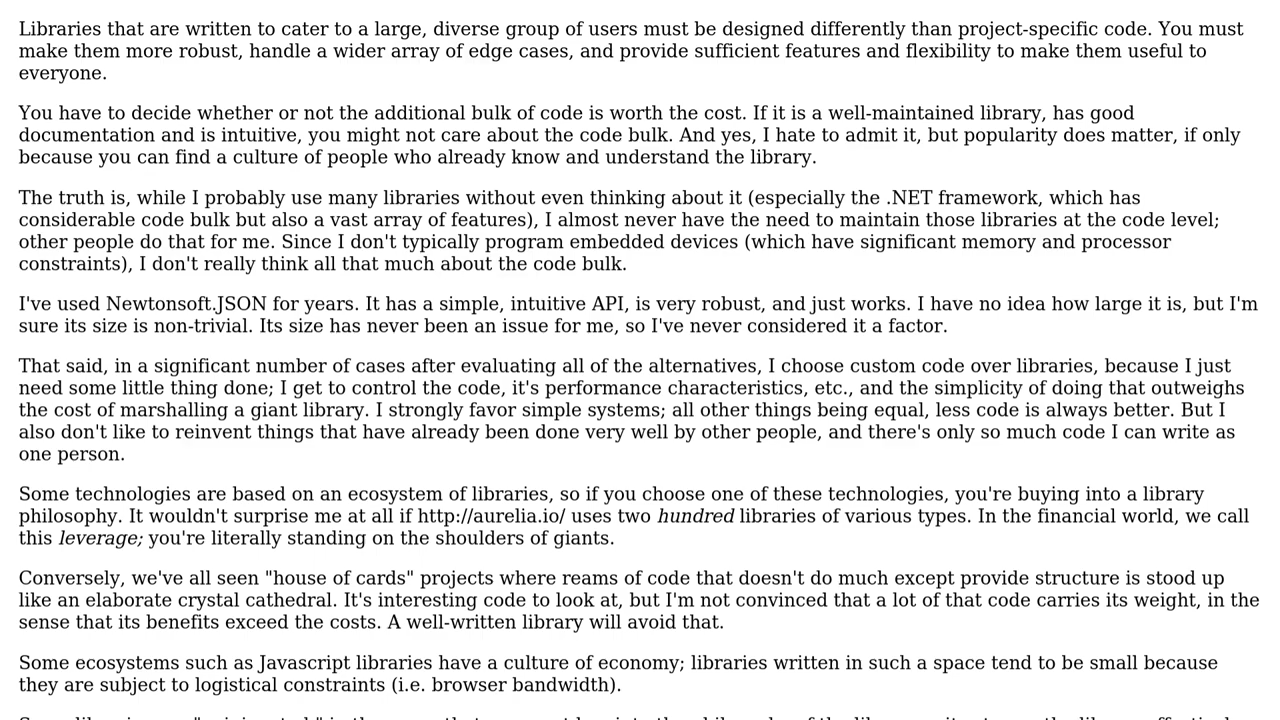 Libraries that are written to cater to a large, diverse group of users must be designed differently than project-specific code. You must
make them more robust, handle a wider array of edge cases, and provide sufficient features and flexibility to make them useful to
everyone.
You have to decide whether or not the additional bulk of code is worth the cost. If it is a well-maintained library, has good
documentation and is intuitive, you might not care about the code bulk. And yes, I hate to admit it, but popularity does matter, if only
because you can find a culture of people who already know and understand the library.
The truth is, while I probably use many libraries without even thinking about it (especially the .NET framework, which has
considerable code bulk but also a vast array of features), I almost never have the need to maintain those libraries at the code level;
other people do that for me. Since I don't typically program embedded devices (which have significant memory and processor
constraints), I don't really think all that much about the code bulk.
I've used Newtonsoft.JSON for years. It has a simple, intuitive API, is very robust, and just works. I have no idea how large it is, but I'm
sure its size is non-trivial. Its size has never been an issue for me, so I've never considered it a factor.
That said, in a significant number of cases after evaluating all of the alternatives, I choose custom code over libraries, because I just
need some little thing done; I get to control the code, it's performance characteristics, etc., and the simplicity of doing that outweighs
the cost of marshalling a giant library. I strongly favor simple systems; all other things being equal, less code is always better. But I
also don't like to reinvent things that have already been done very well by other people, and there's only so much code I can write as
one person.
Some technologies are based on an ecosystem of libraries, so if you choose one of these technologies, you're buying into a library
philosophy. It wouldn't surprise me at all if http://aurelia.io/ uses two hundred libraries of various types. In the financial world, we call
this leverage; you're literally standing on the shoulders of giants.
Conversely, we've all seen "house of cards" projects where reams of code that doesn't do much except provide structure is stood up
like an elaborate crystal cathedral. It's interesting code to look at, but I'm not convinced that a lot of that code carries its weight, in the
sense that its benefits exceed the costs. A well-written library will avoid that.
Some ecosystems such as Javascript libraries have a culture of economy; libraries written in such a space tend to be small because
they are subject to logistical constraints (i.e. browser bandwidth).